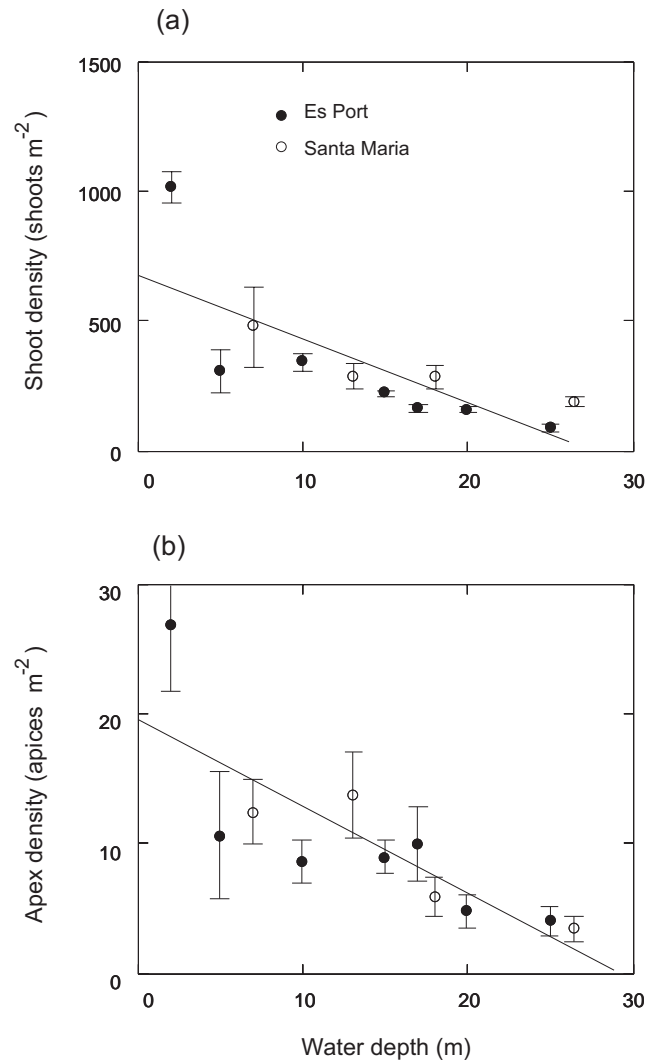 (a)
1500
1000
500
0
Shoot density (shoots m⁻²)
Es Port
Santa Maria
0 10 20 30
(b)
30
20
10
0
Apex density (apices m⁻²)
0 10 20 30
Water depth (m)